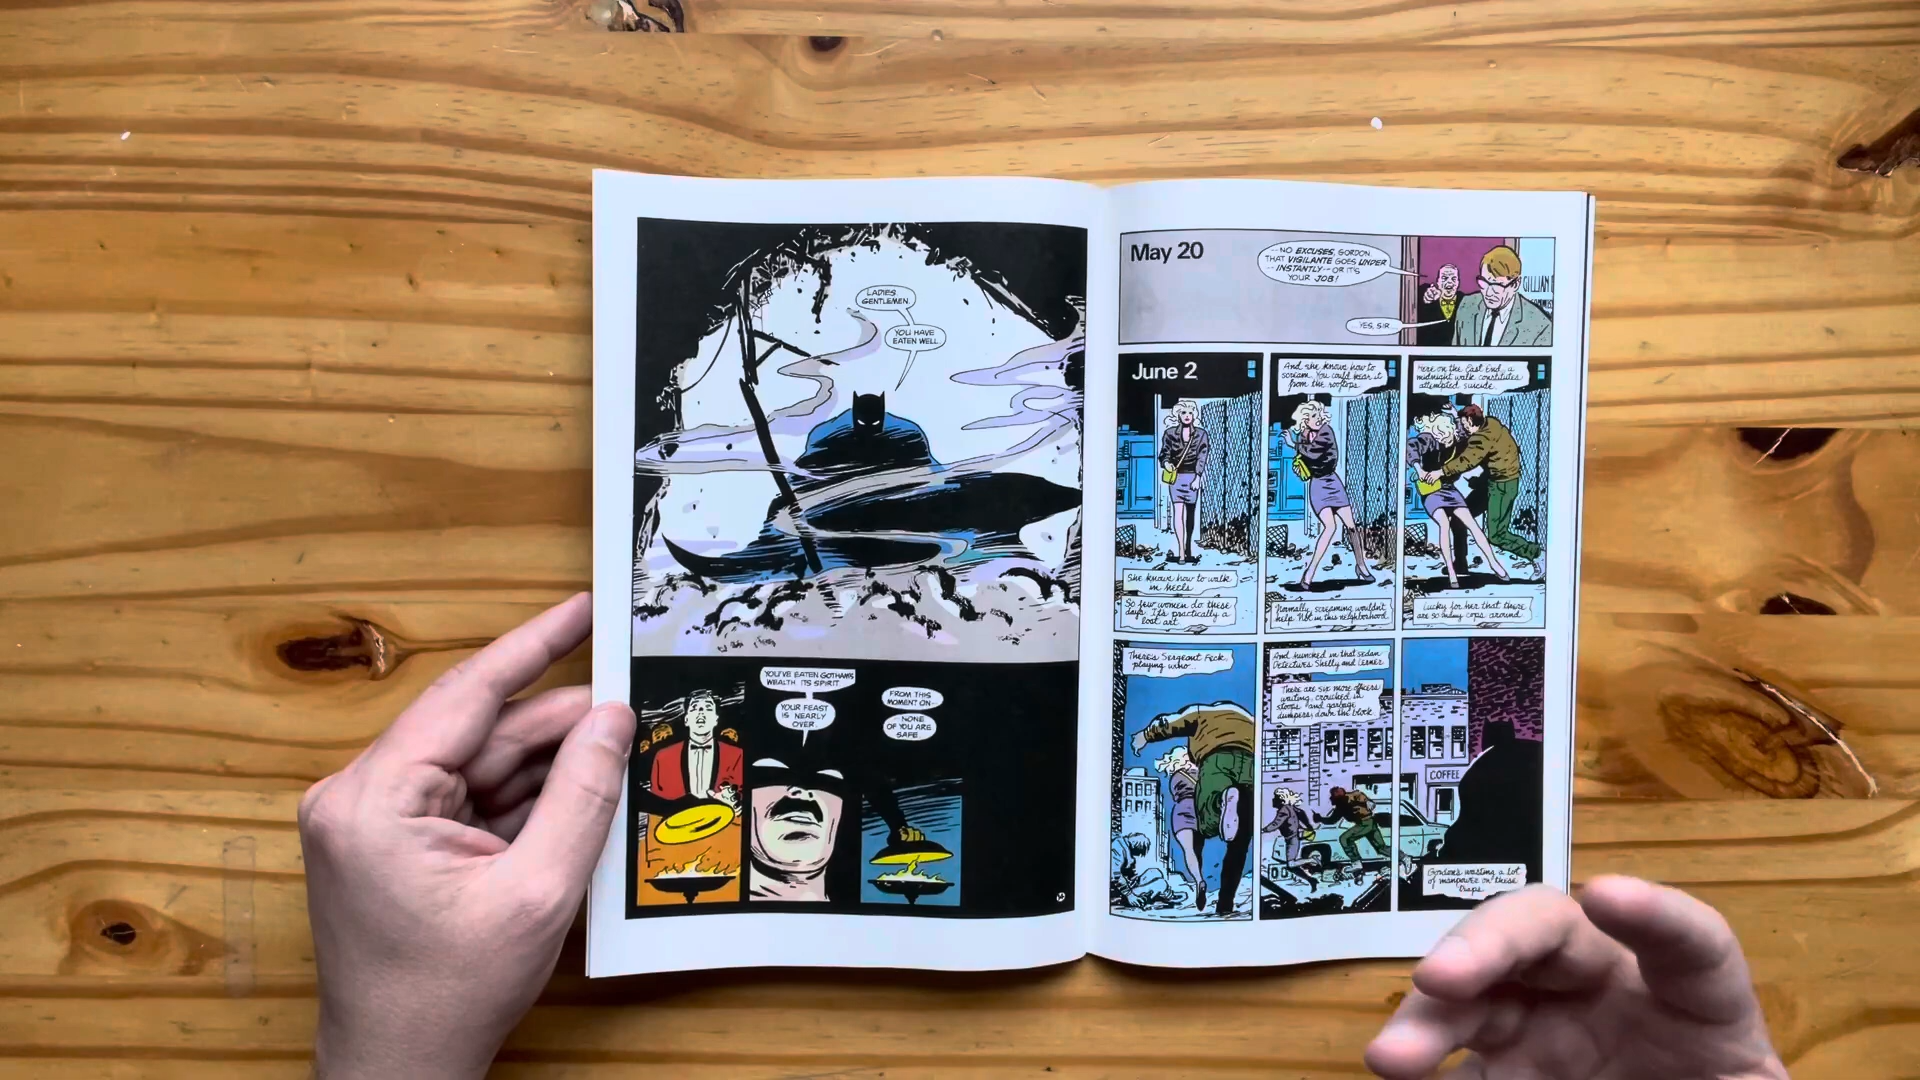 LADIES.
GENTLEMEN.
YOU HAVE
EATEN WELL.
YOU'VE EATEN GOTHAM'S
WEALTH. ITS SPIRIT.
YOUR FEAST
IS NEARLY
OVER.
FROM THIS
MOMENT ON--
NONE
OF YOU ARE
SAFE.
May 20
--NO EXCUSES, GORDON.
THAT VIGILANTE GOES UNDER
--INSTANTLY--OR IT'S
YOUR JOB!
YES, SIR.
GILLIAN
June 2
She knows how to walk
in heels.
So few women do these
days. It's practically a
lost art.
And she knows how to
scream. You could hear it
from the rooftops.
Normally, screaming wouldn't
help. Not in this neighborhood.
Here on the East End, a
midnight walk constitutes
attempted suicide.
Lucky for her that there
are so many cops around.
There's Sergeant Feck,
playing wino...
And hunched in that sedan
Detectives Shelly and Lerner.
There are six more officers
waiting, crouched in
stoops and garbage
dumpers, down the block.
COFFEE
Gordon's wasting a lot
of manpower on these
traps.